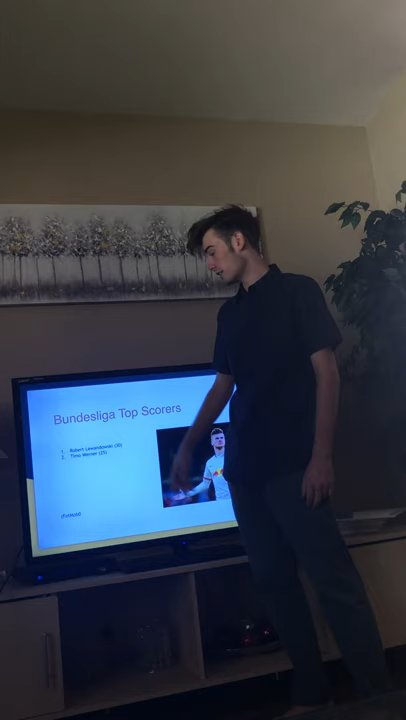 Bundesliga Top Scorers
1. Robert Lewandowski (30)
2. Timo Werner (25)